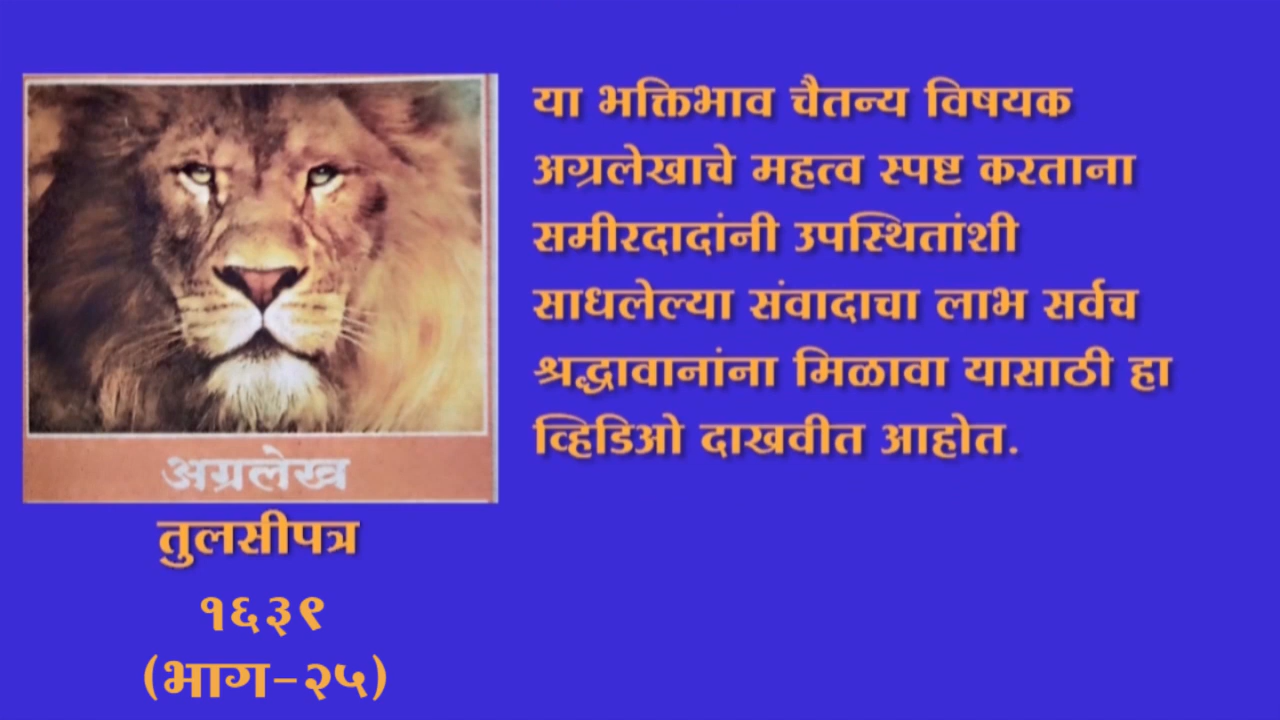 या भक्तिभाव चैतन्य विषयक
अग्रलेखाचे महत्व स्पष्ट करताना
समीरदादांनी उपस्थितांशी
साधलेल्या संवादाचा लाभ सर्वच
श्रद्धावानांना मिळावा यासाठी हा
व्हिडिओ दाखवीत आहोत.
अग्रलेख
तुलसीपत्र
१६३९
(भाग-२५)